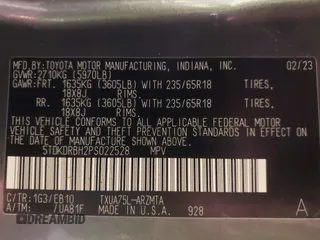 MFD.BY:TOYOTA MOTOR MANUFACTURING, INDIANA, INC. 02/23
GVWR:2710KG (5970LB)
GAWR:FRT. 1635KG (3605LB) WITH 235/65R18 TIRES,
18X8J RIMS.
RR. 1635KG (3605LB) WITH 235/65R18 TIRES,
18X8J RIMS.
THIS VEHICLE CONFORMS TO ALL APPLICABLE FEDERAL MOTOR
VEHICLE SAFETY AND THEFT PREVENTION STANDARDS IN EFFECT
ON THE DATE OF MANUFACTURE SHOWN ABOVE.
5TDKDRBH2PS022528 MPV
C/TR:1G3/EB10 TXUA75L-ARZMTA
A/TM: /UA81F MADE IN U.S.A. 928 A
DREAMBID